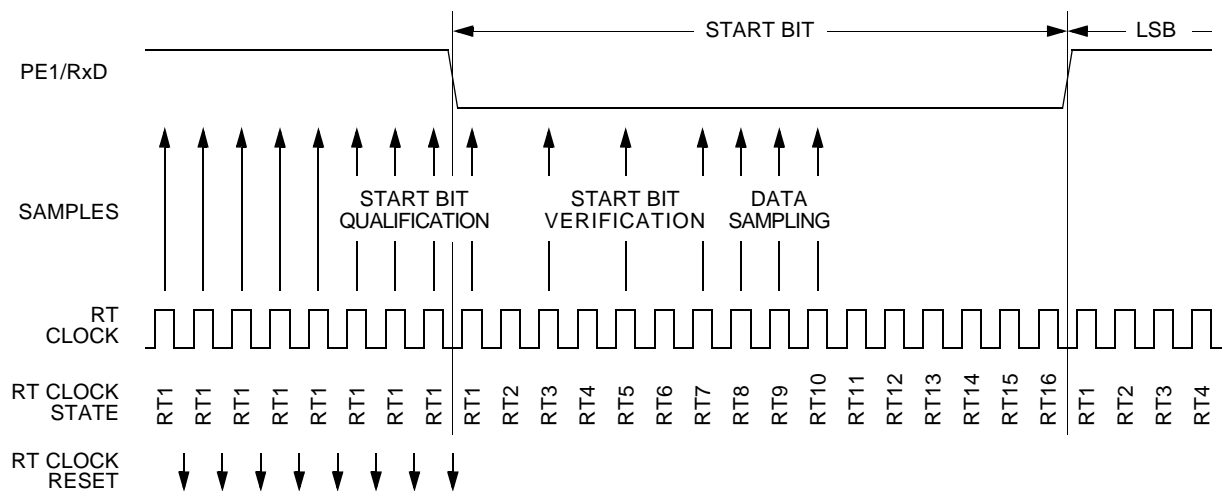 START BIT
LSB
PE1/RxD
SAMPLES
START BIT
QUALIFICATION
START BIT
VERIFICATION
DATA
SAMPLING
RT
CLOCK
RT CLOCK
STATE
RT1 RT1 RT1 RT1 RT1 RT1 RT1 RT1 RT1 RT2 RT3 RT4 RT5 RT6 RT7 RT8 RT9 RT10 RT11 RT12 RT13 RT14 RT15 RT16 RT1 RT2 RT3 RT4
RT CLOCK
RESET